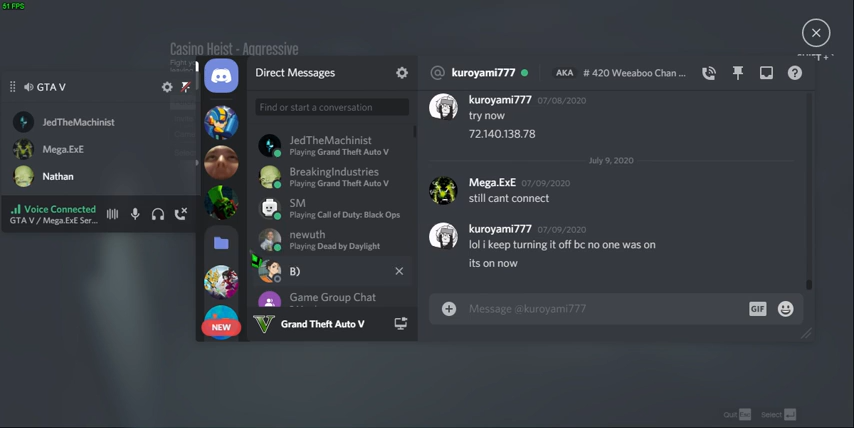 51 FPS
Casino Heist - Aggressive
GTA V
JedTheMachinist
Mega.ExE
Nathan
Voice Connected
GTA V / Mega.ExE Ser...
NEW
Direct Messages
Find or start a conversation
JedTheMachinist
Playing Grand Theft Auto V
BreakingIndustries
Playing Grand Theft Auto V
SM
Playing Call of Duty: Black Ops
newuth
Playing Dead by Daylight
B)
Game Group Chat
Grand Theft Auto V
@ kuroyami777
AKA # 420 Weeaboo Chan ...
kuroyami777 07/08/2020
try now
72.140.138.78
July 9, 2020
Mega.ExE 07/09/2020
still cant connect
kuroyami777 07/09/2020
lol i keep turning it off bc no one was on
its on now
Message @kuroyami777
GIF
Quit Esc Select